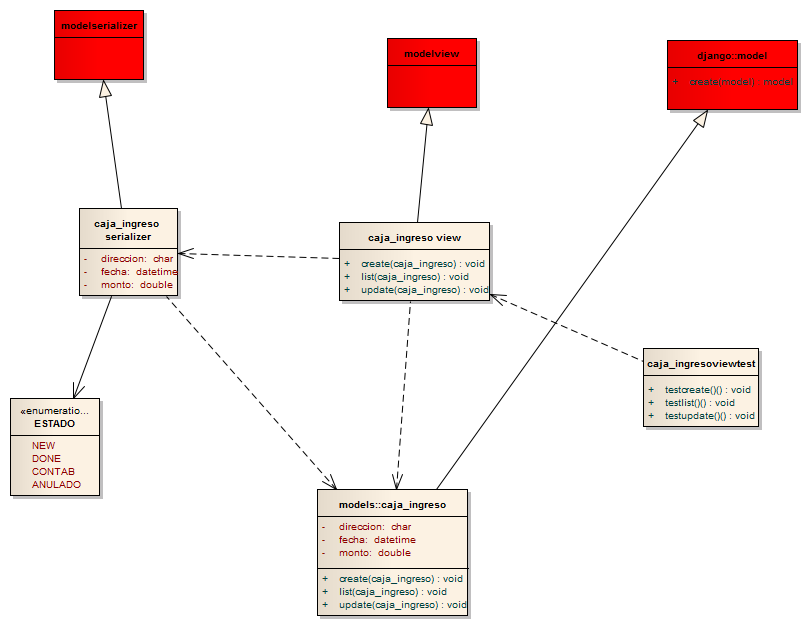 modelserializer
modelview
django::model
+ create(model) : model
caja_ingreso
serializer
- direccion: char
- fecha: datetime
- monto: double
caja_ingreso view
+ create(caja_ingreso) : void
+ list(caja_ingreso) : void
+ update(caja_ingreso) : void
caja_ingresoviewtest
+ testcreate()() : void
+ testlist()() : void
+ testupdate()() : void
«enumeratio...
ESTADO
NEW
DONE
CONTAB
ANULADO
models::caja_ingreso
- direccion: char
- fecha: datetime
- monto: double
+ create(caja_ingreso) : void
+ list(caja_ingreso) : void
+ update(caja_ingreso) : void